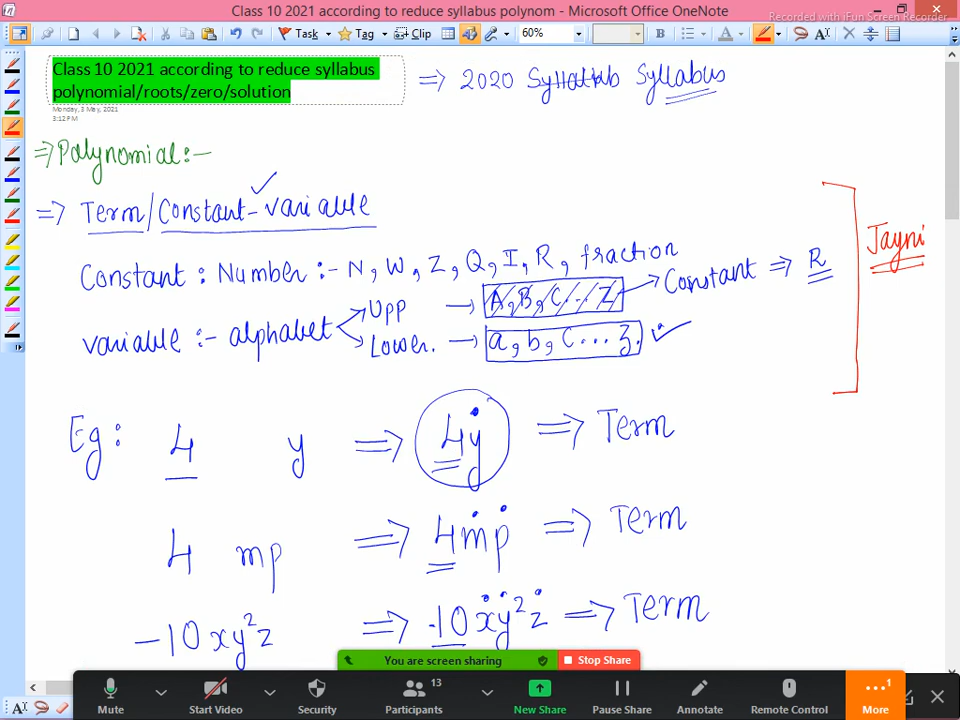 Class 10 2021 according to reduce syllabus polynom - Microsoft Office OneNote
Recorded with iFun Screen Recorder
Task Tag Clip 60% B A
Class 10 2021 according to reduce syllabus
polynomial/roots/zero/solution
Monday, 3 May, 2021
3:12 PM
⇒ 2020 Syllabus
⇒ Polynomial :-
⇒ Term/Constant-variable
Constant : Number :- N, W, Z, Q, I, R, fraction
variable :- alphabet
Upp → A, B, C... Z → Constant ⇒ R
Lower. → a, b, c... z.
Jayni
Eg: 4 y ⇒ 4y ⇒ Term
4 mp ⇒ 4mp ⇒ Term
-10xy²z ⇒ -10xy²z ⇒ Term
You are screen sharing Stop Share
13
1
Mute Start Video Security Participants New Share Pause Share Annotate Remote Control More